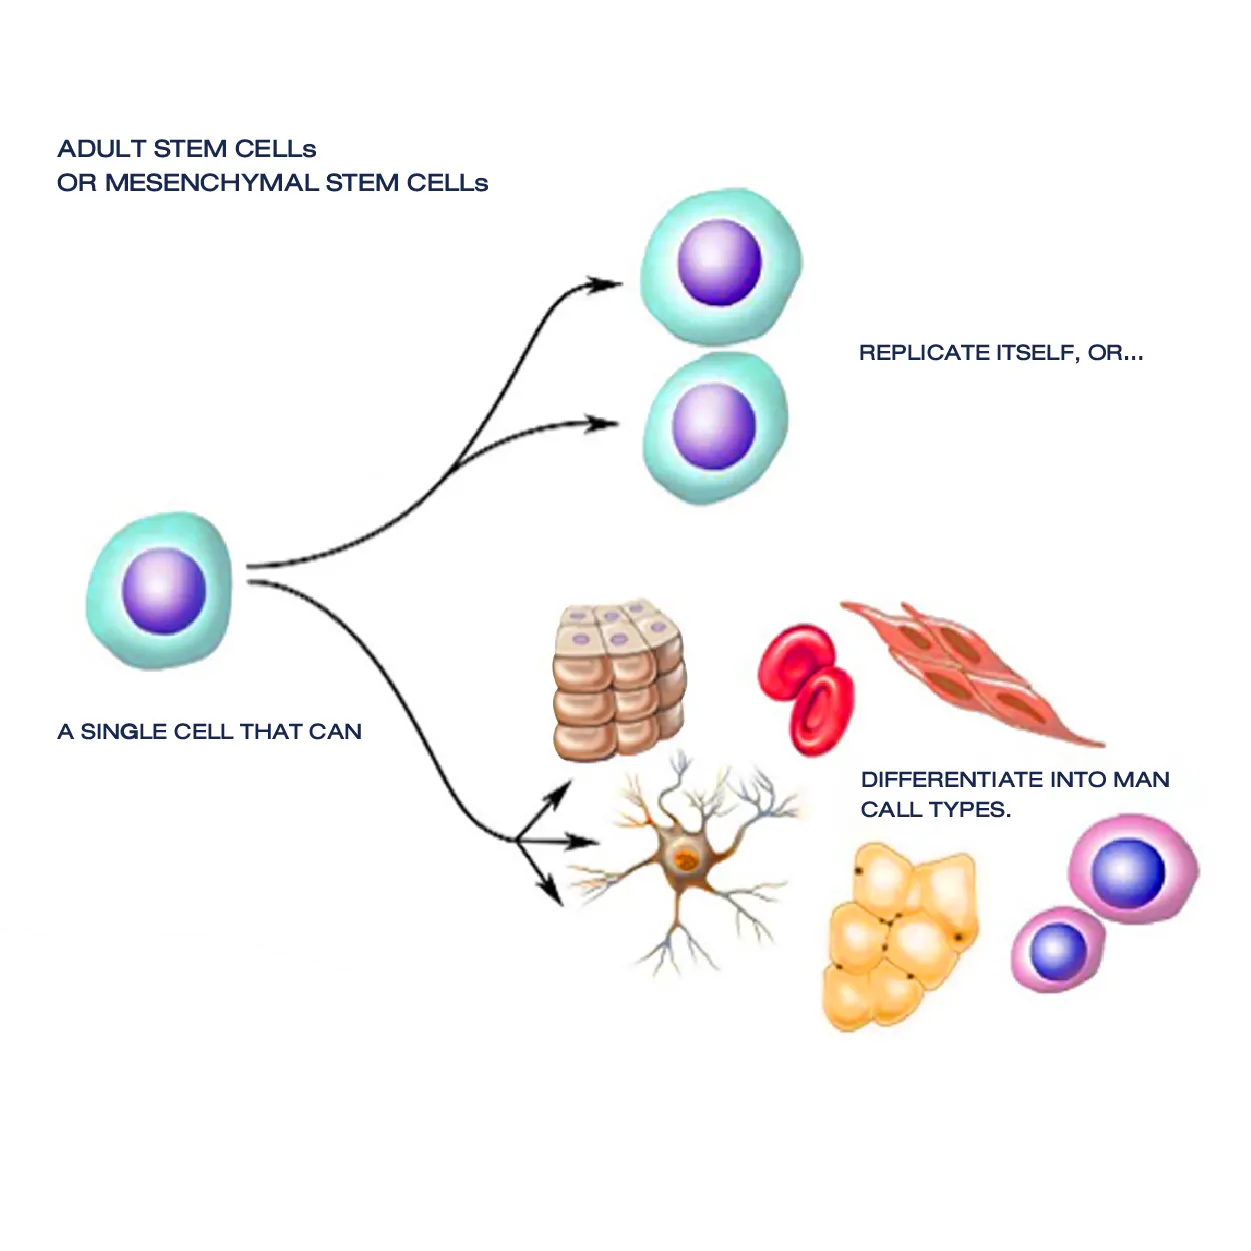 ADULT STEM CELLs
OR MESENCHYMAL STEM CELLs
REPLICATE ITSELF, OR...
A SINGLE CELL THAT CAN
DIFFERENTIATE INTO MAN
CALL TYPES.